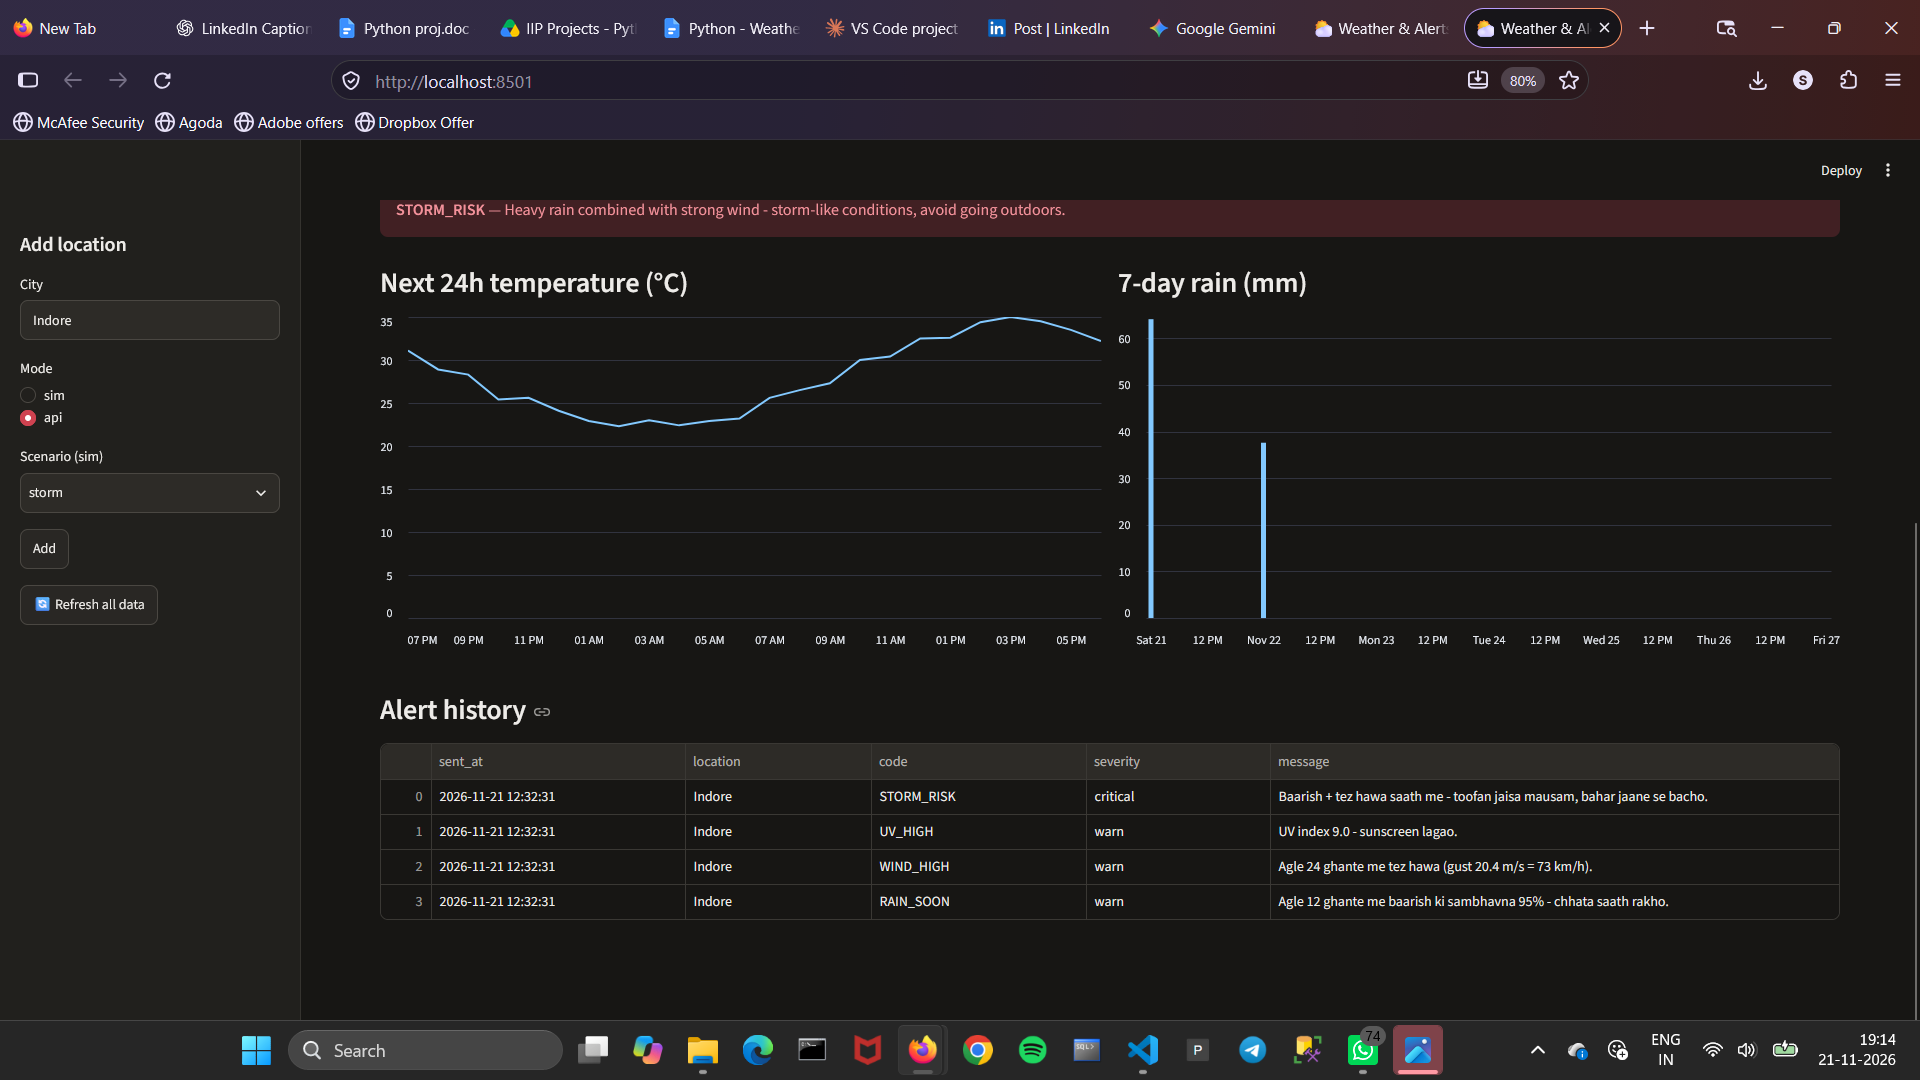 New Tab
LinkedIn Caption
Python proj.doc
IIP Projects - Pyt
Python - Weathe
VS Code project
Post | LinkedIn
Google Gemini
Weather & Alert
Weather & Al
http://localhost:8501
80%
S
McAfee Security
Agoda
Adobe offers
Dropbox Offer
Deploy
Add location
City
Indore
Mode
sim
api
Scenario (sim)
storm
Add
Refresh all data
STORM_RISK — Heavy rain combined with strong wind - storm-like conditions, avoid going outdoors.
Next 24h temperature (°C)
35
30
25
20
15
10
5
0
07 PM 09 PM 11 PM 01 AM 03 AM 05 AM 07 AM 09 AM 11 AM 01 PM 03 PM 05 PM
7-day rain (mm)
60
50
40
30
20
10
0
Sat 21 12 PM Nov 22 12 PM Mon 23 12 PM Tue 24 12 PM Wed 25 12 PM Thu 26 12 PM Fri 27
Alert history
sent_at location code severity message
0 2026-11-21 12:32:31 Indore STORM_RISK critical Baarish + tez hawa saath me - toofan jaisa mausam, bahar jaane se bacho.
1 2026-11-21 12:32:31 Indore UV_HIGH warn UV index 9.0 - sunscreen lagao.
2 2026-11-21 12:32:31 Indore WIND_HIGH warn Agle 24 ghante me tez hawa (gust 20.4 m/s = 73 km/h).
3 2026-11-21 12:32:31 Indore RAIN_SOON warn Agle 12 ghante me baarish ki sambhavna 95% - chhata saath rakho.
Search
SQL>
P
74
ENG
IN
19:14
21-11-2026